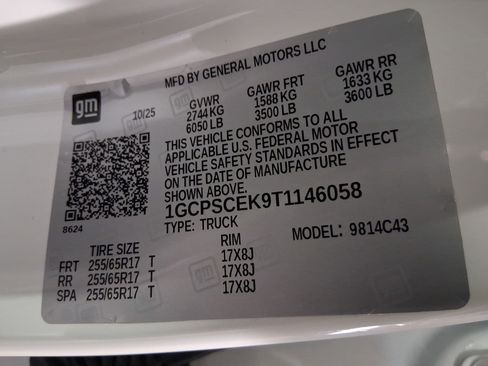 MFD BY GENERAL MOTORS LLC
gm
10/25
GVWR GAWR FRT GAWR RR
2744 KG 1588 KG 1633 KG
6050 LB 3500 LB 3600 LB
THIS VEHICLE CONFORMS TO ALL
APPLICABLE U.S. FEDERAL MOTOR
VEHICLE SAFETY STANDARDS IN EFFECT
ON THE DATE OF MANUFACTURE
SHOWN ABOVE.
8624
1GCPSCEK9T1146058
TYPE: TRUCK MODEL: 9814C43
TIRE SIZE RIM
FRT 255/65R17 T 17X8J
RR 255/65R17 T 17X8J
SPA 255/65R17 T 17X8J